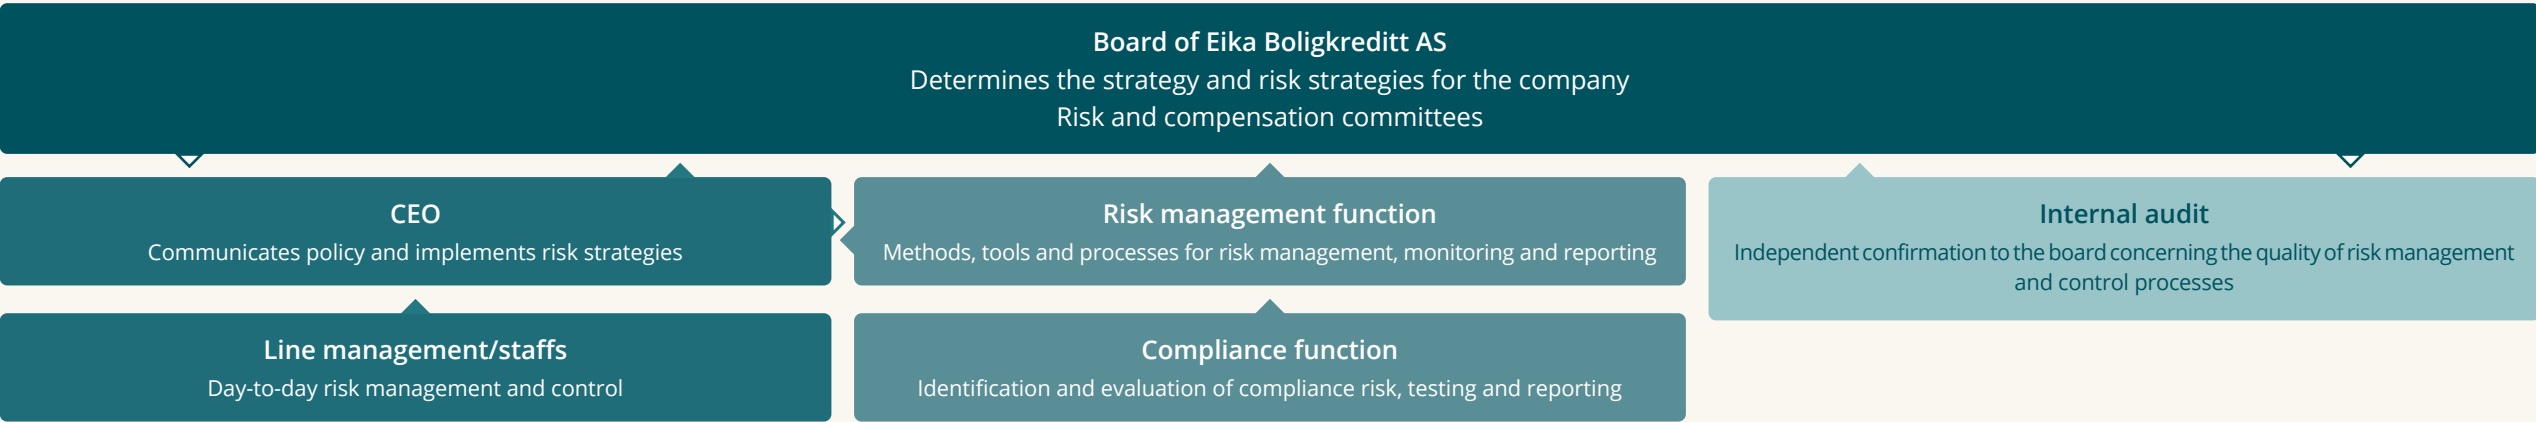 Board of Eika Boligkreditt AS
Determines the strategy and risk strategies for the company
Risk and compensation committees
CEO
Communicates policy and implements risk strategies
Risk management function
Methods, tools and processes for risk management, monitoring and reporting
Internal audit
Independent confirmation to the board concerning the quality of risk management
and control processes
Line management/staffs
Day-to-day risk management and control
Compliance function
Identification and evaluation of compliance risk, testing and reporting